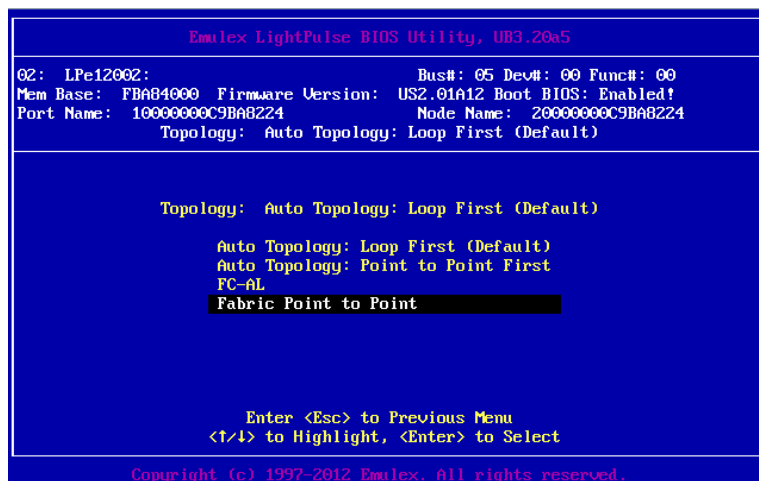 Emulex LightPulse BIOS Utility, UB3.20a5
02: LPe12002: Bus#: 05 Dev#: 00 Func#: 00
Mem Base: FBA84000 Firmware Version: US2.01A12 Boot BIOS: Enabled!
Port Name: 10000000C9BA8224 Node Name: 20000000C9BA8224
Topology: Auto Topology: Loop First (Default)
Topology: Auto Topology: Loop First (Default)
Auto Topology: Loop First (Default)
Auto Topology: Point to Point First
FC-AL
Fabric Point to Point
Enter <Esc> to Previous Menu
<↑/↓> to Highlight, <Enter> to Select
Copyright (c) 1997-2012 Emulex. All rights reserved.